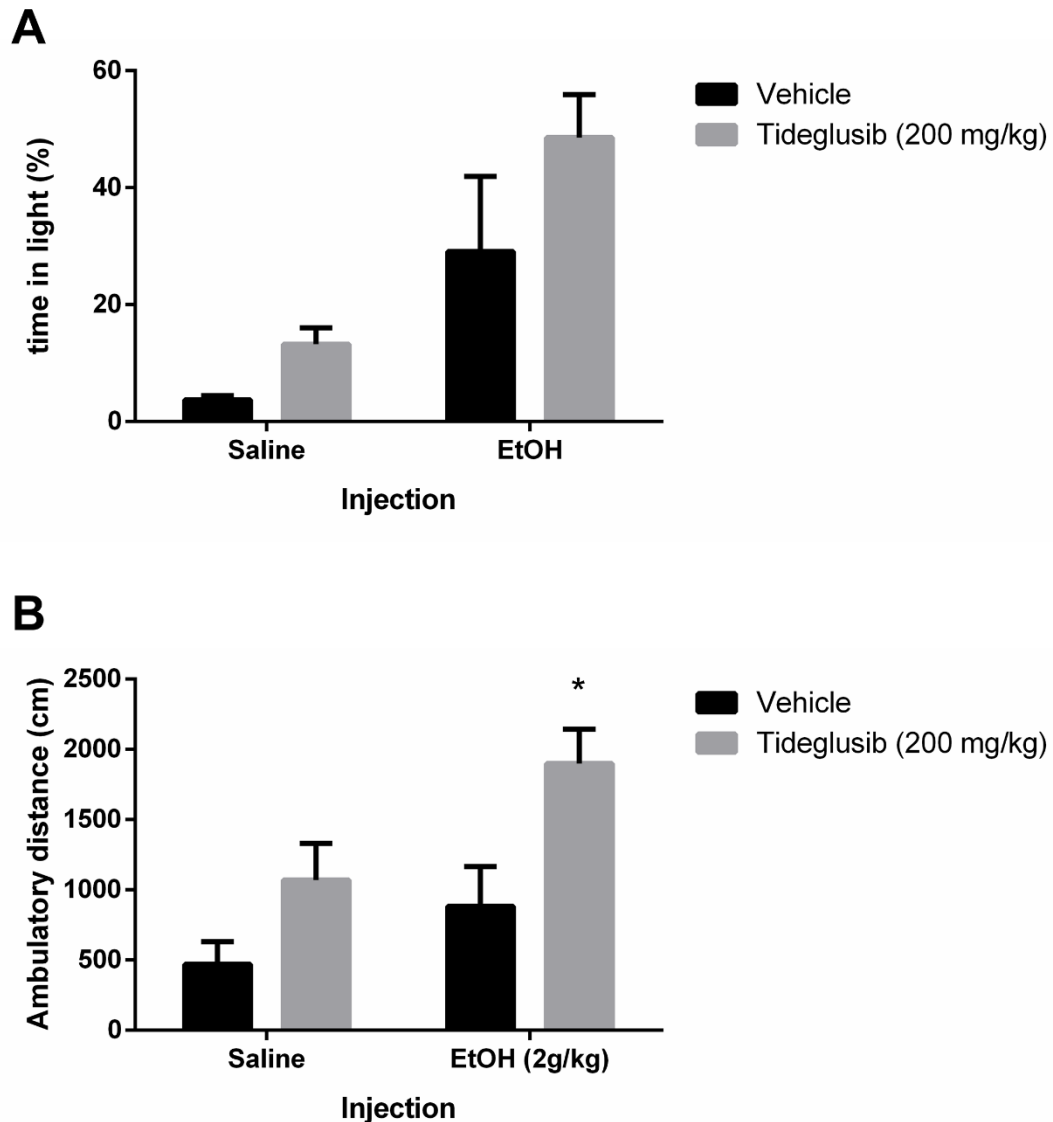 A
60
40
20
0
time in light (%)
Saline
EtOH
Injection
Vehicle
Tideglusib (200 mg/kg)
B
2500
2000
1500
1000
500
0
Ambulatory distance (cm)
*
Saline
EtOH (2g/kg)
Injection
Vehicle
Tideglusib (200 mg/kg)